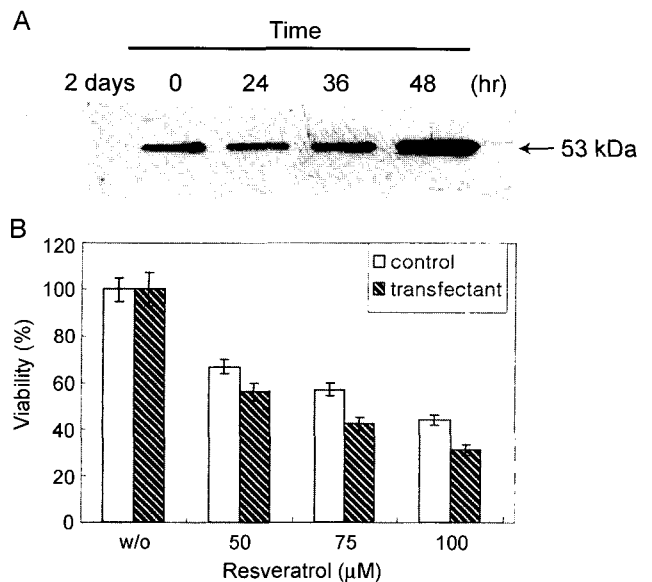 A
Time
2 days 0 24 36 48 (hr)
53 kDa
B
120
100
80
60
40
20
0
Viability (%)
control
transfectant
w/o 50 75 100
Resveratrol (μM)